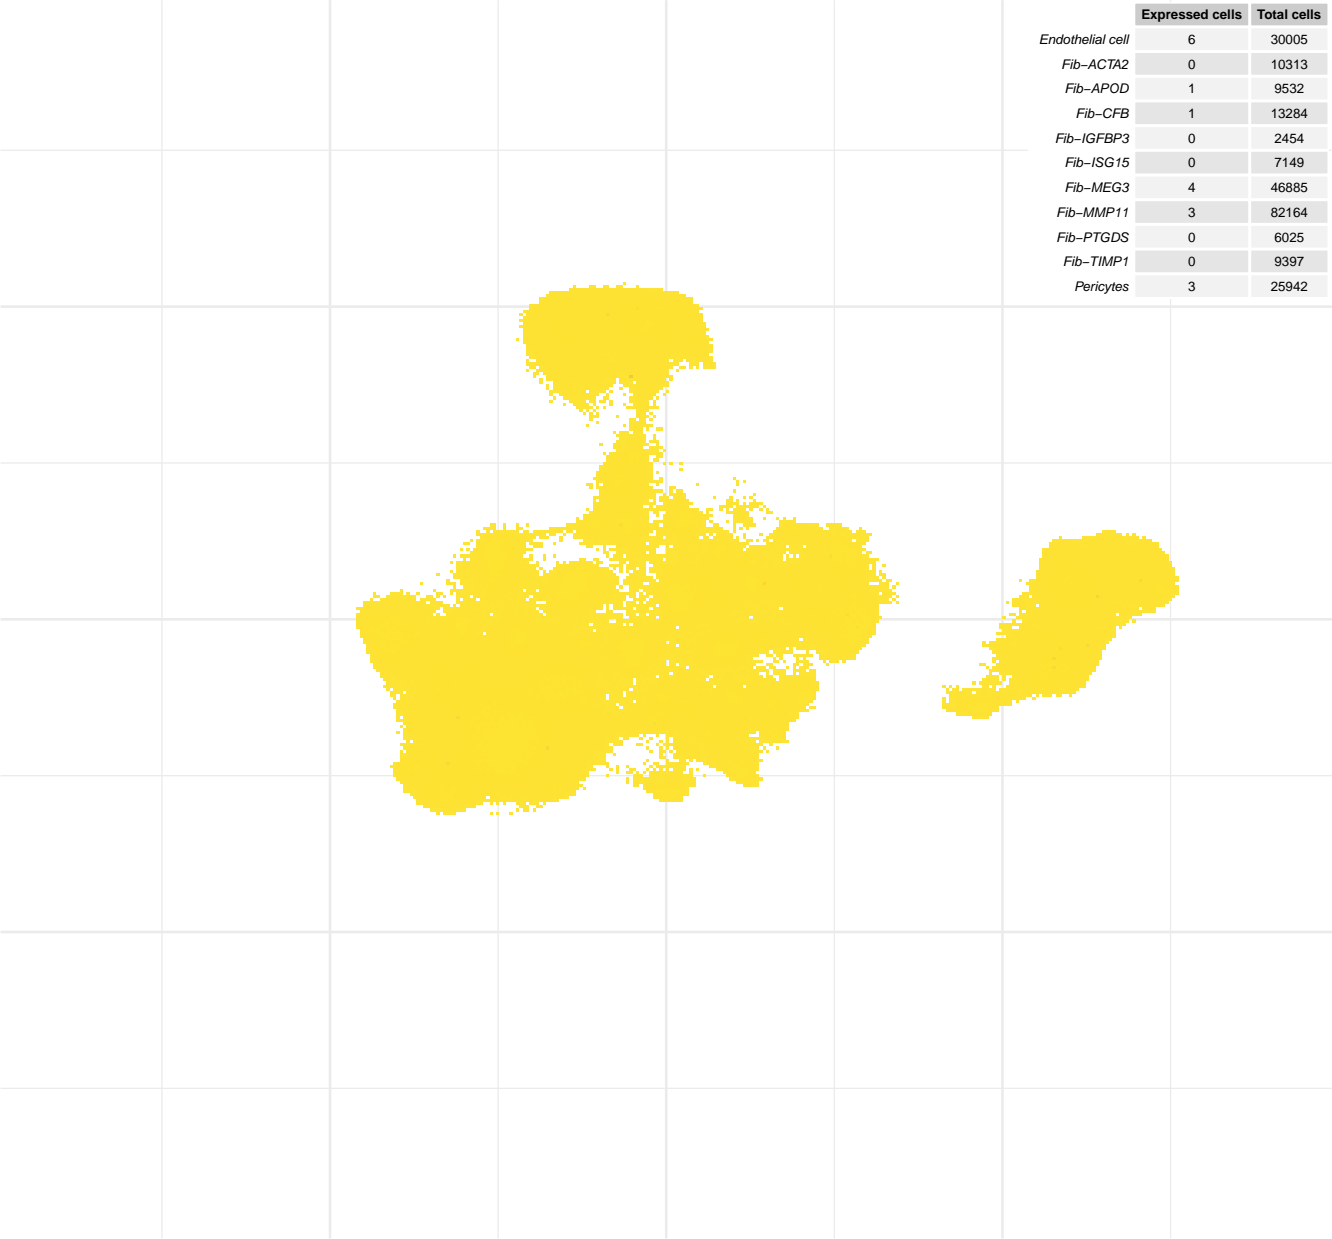 Expressed cells Total cells
Endothelial cell 6 30005
Fib−ACTA2 0 10313
Fib−APOD 1 9532
Fib−CFB 1 13284
Fib−IGFBP3 0 2454
Fib−ISG15 0 7149
Fib−MEG3 4 46885
Fib−MMP11 3 82164
Fib−PTGDS 0 6025
Fib−TIMP1 0 9397
Pericytes 3 25942